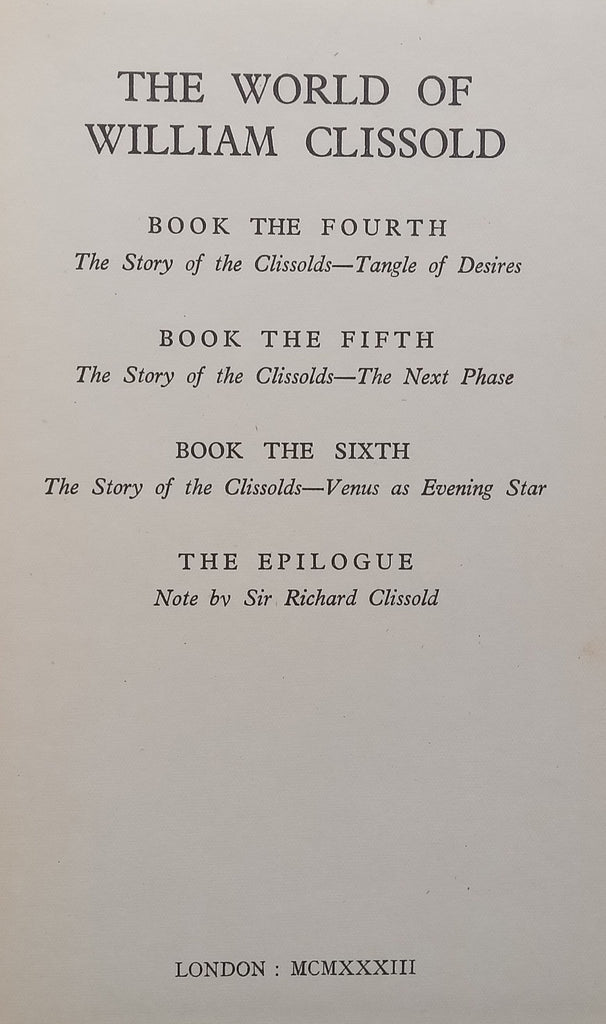 THE WORLD OF
WILLIAM CLISSOLD
BOOK THE FOURTH
The Story of the Clissolds—Tangle of Desires
BOOK THE FIFTH
The Story of the Clissolds—The Next Phase
BOOK THE SIXTH
The Story of the Clissolds—Venus as Evening Star
THE EPILOGUE
Note by Sir Richard Clissold
LONDON : MCMXXXIII